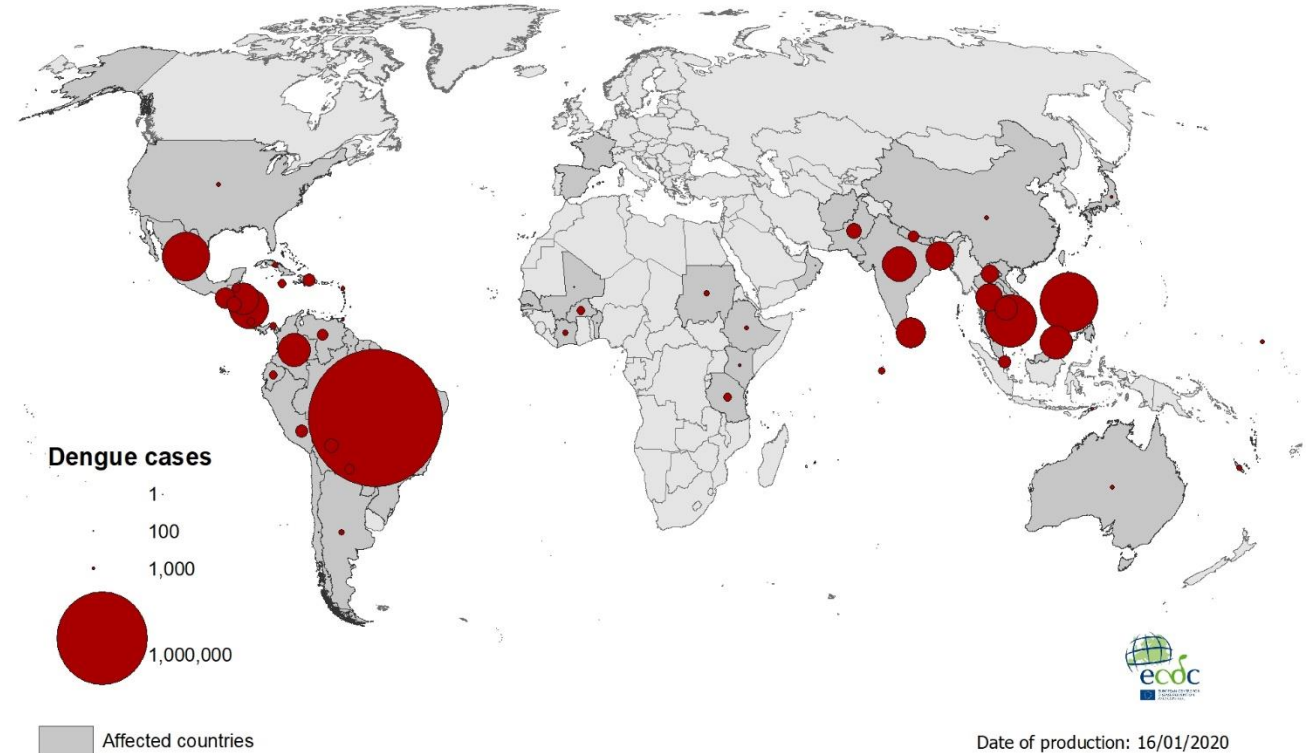 Dengue cases
1
100
1,000
1,000,000
Affected countries
ecdc
Date of production: 16/01/2020